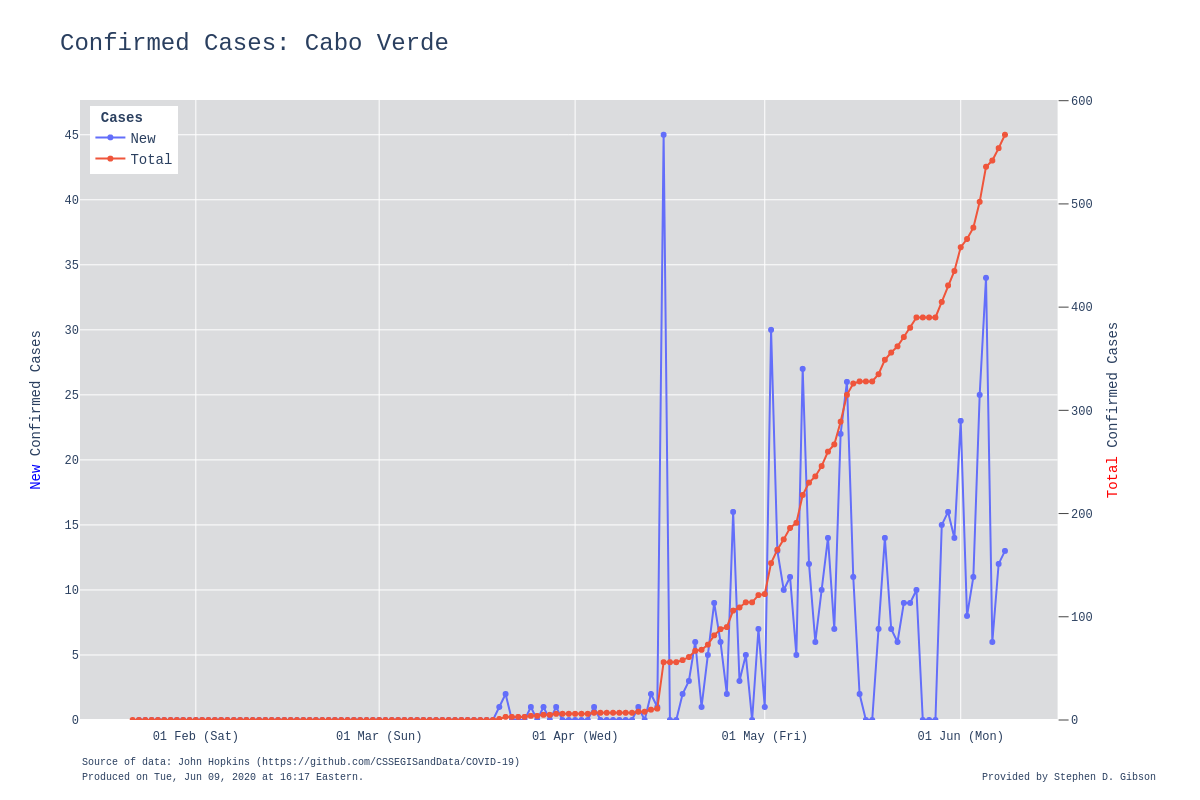 Confirmed Cases: Cabo Verde
Cases
New
Total
45
40
35
30
25
20
15
10
5
0
600
500
400
300
200
100
0
New Confirmed Cases
Total Confirmed Cases
01 Feb (Sat)
01 Mar (Sun)
01 Apr (Wed)
01 May (Fri)
01 Jun (Mon)
Source of data: John Hopkins (https://github.com/CSSEGISandData/COVID-19)
Produced on Tue, Jun 09, 2020 at 16:17 Eastern.
Provided by Stephen D. Gibson